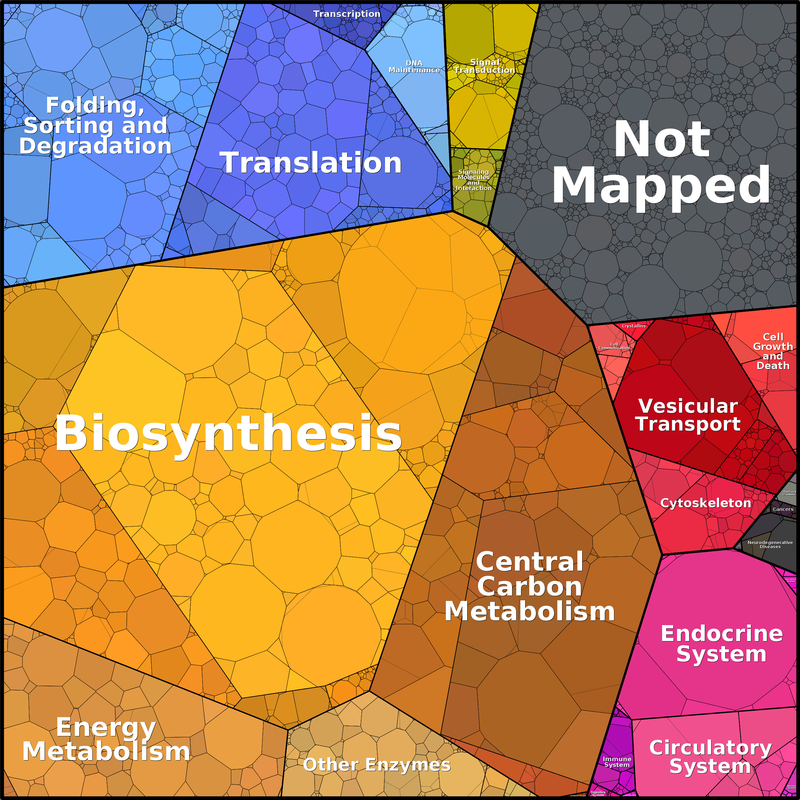 Transcription
Folding,
Sorting and
Degradation
Translation
DNA
Maintenance
Signal
Transduction
Signaling
Molecules
and
Interaction
Not
Mapped
Biosynthesis
Central
Carbon
Metabolism
Energy
Metabolism
Other Enzymes
Vesicular
Transport
Cell
Growth
and
Death
Cytoskeleton
Cancers
Neurodegenerative
Diseases
Endocrine
System
Circulatory
System
Immune
System